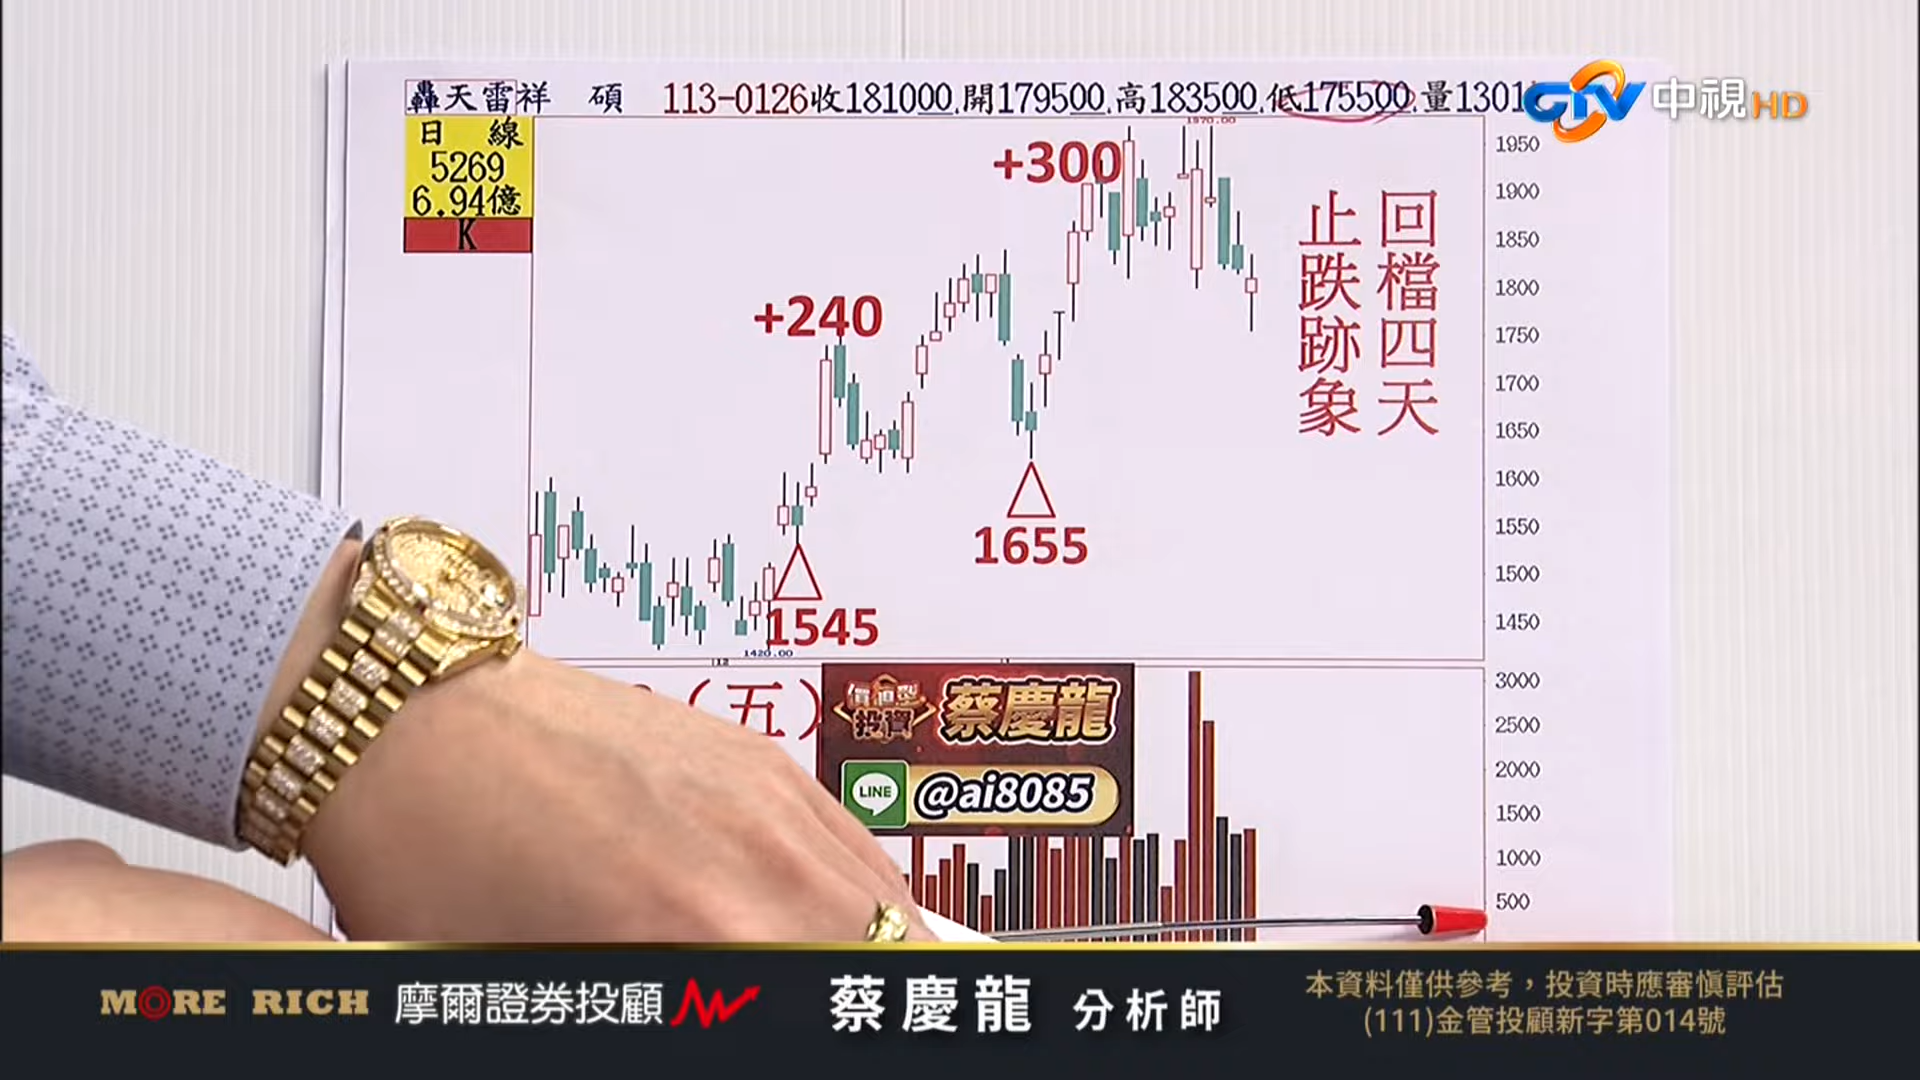 轟天雷祥 碩 113-0126收181000.開179500.高183500.低175500.量1301
CTV中視HD
日 線
5269
6.94億
K
1970.00
+300
+240
回檔四天
止跌跡象
1655
1545
1420.00
12
1950
1900
1850
1800
1750
1700
1650
1600
1550
1500
1450
3000
2500
2000
1500
1000
500
(五)
價值型投資
蔡慶龍
LINE @ai8085
MORE RICH 摩爾證券投顧
蔡慶龍 分析師
本資料僅供參考，投資時應審慎評估
(111)金管投顧新字第014號